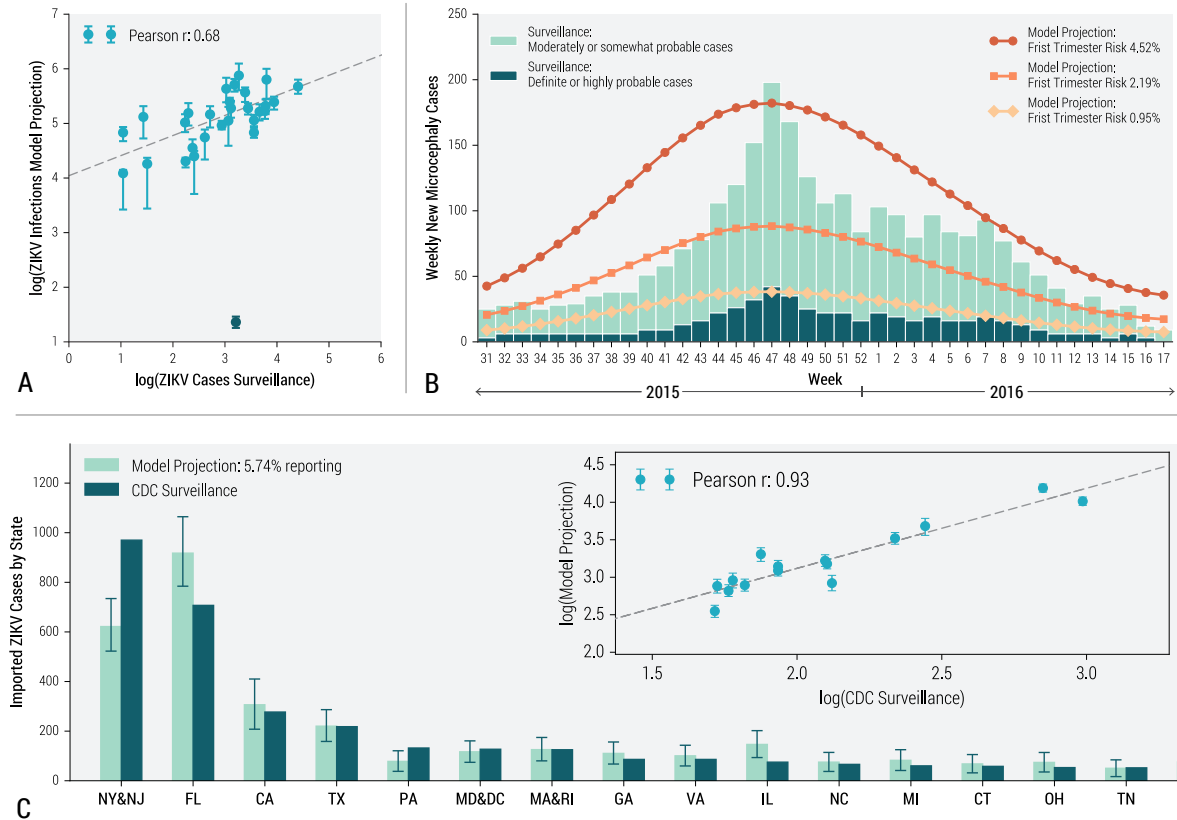 7
6
5
4
3
2
1
log(ZIKV Infections Model Projection)
Pearson r: 0.68
0 1 2 3 4 5 6
log(ZIKV Cases Surveillance)
A
250
200
150
100
50
0
Weekly New Microcephaly Cases
Surveillance:
Moderately or somewhat probable cases
Surveillance:
Definite or highly probable cases
Model Projection:
Frist Trimester Risk 4.52%
Model Projection:
Frist Trimester Risk 2.19%
Model Projection:
Frist Trimester Risk 0.95%
31 32 33 34 35 36 37 38 39 40 41 42 43 44 45 46 47 48 49 50 51 52 1 2 3 4 5 6 7 8 9 10 11 12 13 14 15 16 17
Week
2015 2016
B
1200
1000
800
600
400
200
0
Imported ZIKV Cases by State
Model Projection: 5.74% reporting
CDC Surveillance
NY&NJ FL CA TX PA MD&DC MA&RI GA VA IL NC MI CT OH TN
C
4.5
4.0
3.5
3.0
2.5
2.0
log(Model Projection)
Pearson r: 0.93
1.5 2.0 2.5 3.0
log(CDC Surveillance)